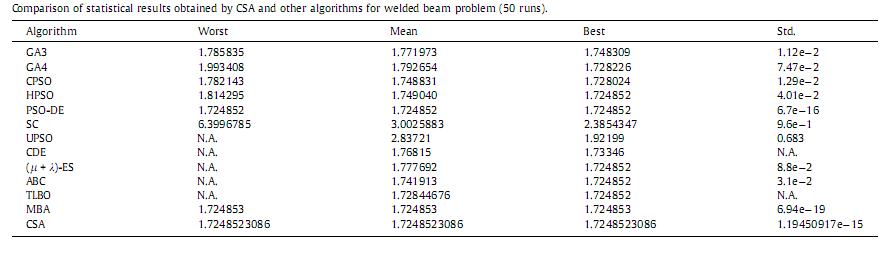 Comparison of statistical results obtained by CSA and other algorithms for welded beam problem (50 runs).
Algorithm Worst Mean Best Std.
GA3 1.785835 1.771973 1.748309 1.12e−2
GA4 1.993408 1.792654 1.728226 7.47e−2
CPSO 1.782143 1.748831 1.728024 1.29e−2
HPSO 1.814295 1.749040 1.724852 4.01e−2
PSO-DE 1.724852 1.724852 1.724852 6.7e−16
SC 6.3996785 3.0025883 2.3854347 9.6e−1
UPSO N.A. 2.83721 1.92199 0.683
CDE N.A. 1.76815 1.73346 N.A.
(μ + λ)-ES N.A. 1.777692 1.724852 8.8e−2
ABC N.A. 1.741913 1.724852 3.1e−2
TLBO N.A. 1.72844676 1.724852 N.A.
MBA 1.724853 1.724853 1.724853 6.94e−19
CSA 1.7248523086 1.7248523086 1.7248523086 1.19450917e−15